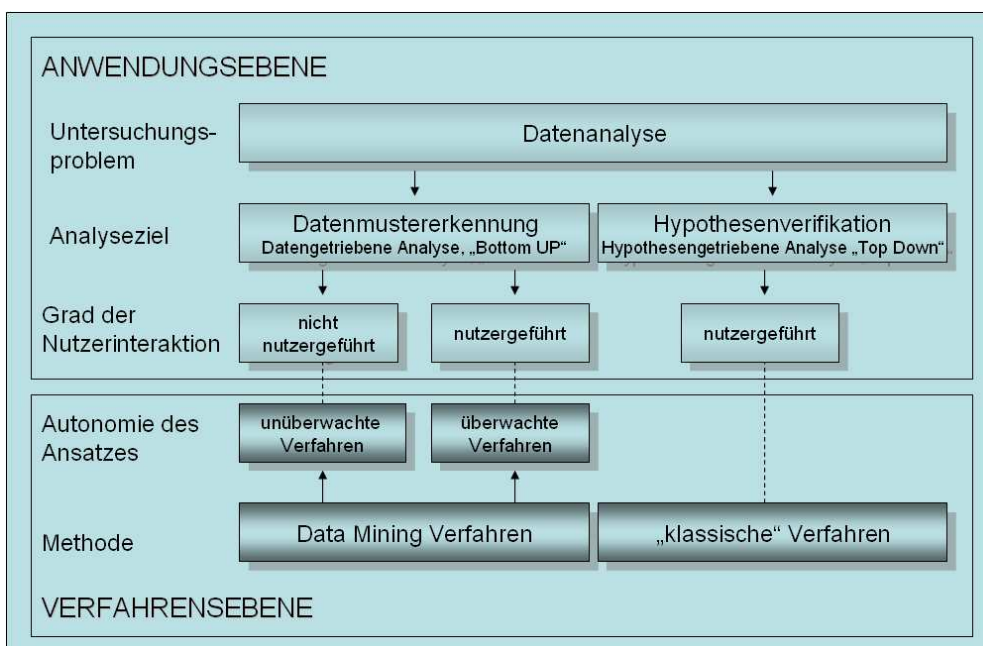 ANWENDUNGSEBENE
Untersuchungs-
problem
Datenanalyse
Analyseziel
Datenmustererkennung
Datengetriebene Analyse, „Bottom UP“
Hypothesenverifikation
Hypothesengetriebene Analyse „Top Down“
Grad der
Nutzerinteraktion
nicht
nutzergeführt
nutzergeführt
nutzergeführt
Autonomie des
Ansatzes
unüberwachte
Verfahren
überwachte
Verfahren
Methode
Data Mining Verfahren
„klassische“ Verfahren
VERFAHRENSEBENE